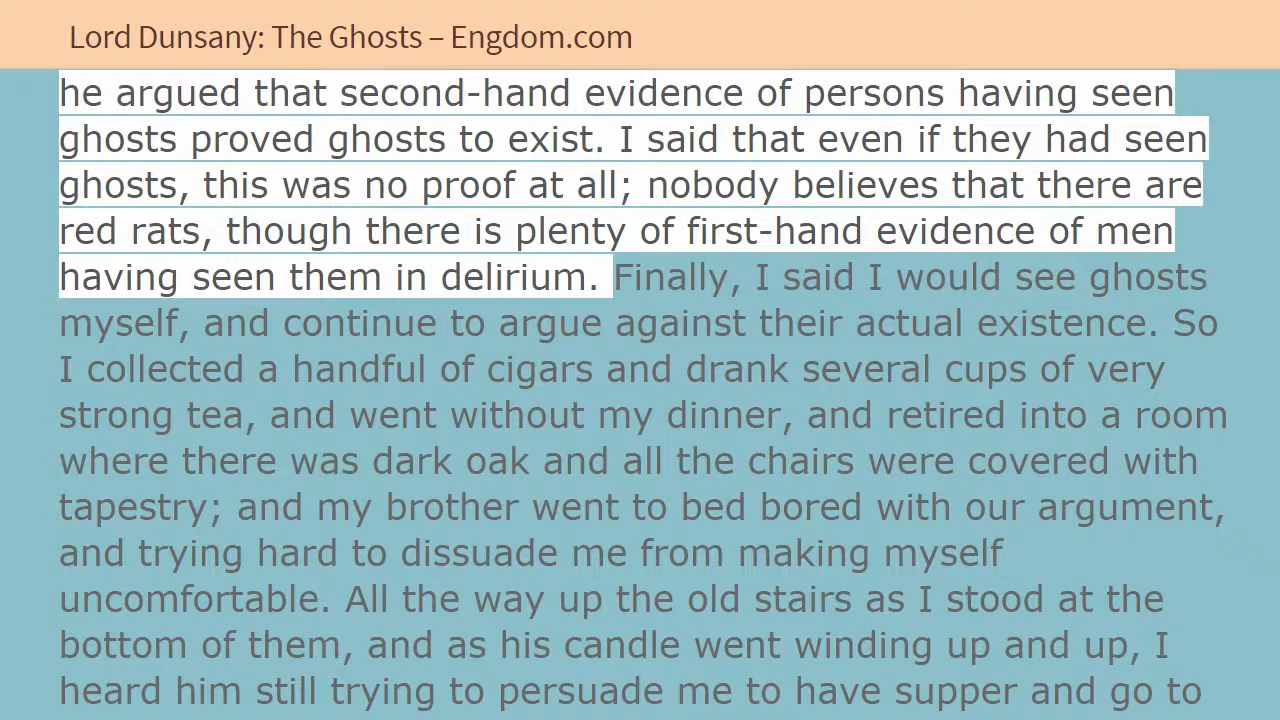 Lord Dunsany: The Ghosts – Engdom.com
he argued that second-hand evidence of persons having seen
ghosts proved ghosts to exist. I said that even if they had seen
ghosts, this was no proof at all; nobody believes that there are
red rats, though there is plenty of first-hand evidence of men
having seen them in delirium. Finally, I said I would see ghosts
myself, and continue to argue against their actual existence. So
I collected a handful of cigars and drank several cups of very
strong tea, and went without my dinner, and retired into a room
where there was dark oak and all the chairs were covered with
tapestry; and my brother went to bed bored with our argument,
and trying hard to dissuade me from making myself
uncomfortable. All the way up the old stairs as I stood at the
bottom of them, and as his candle went winding up and up, I
heard him still trying to persuade me to have supper and go to